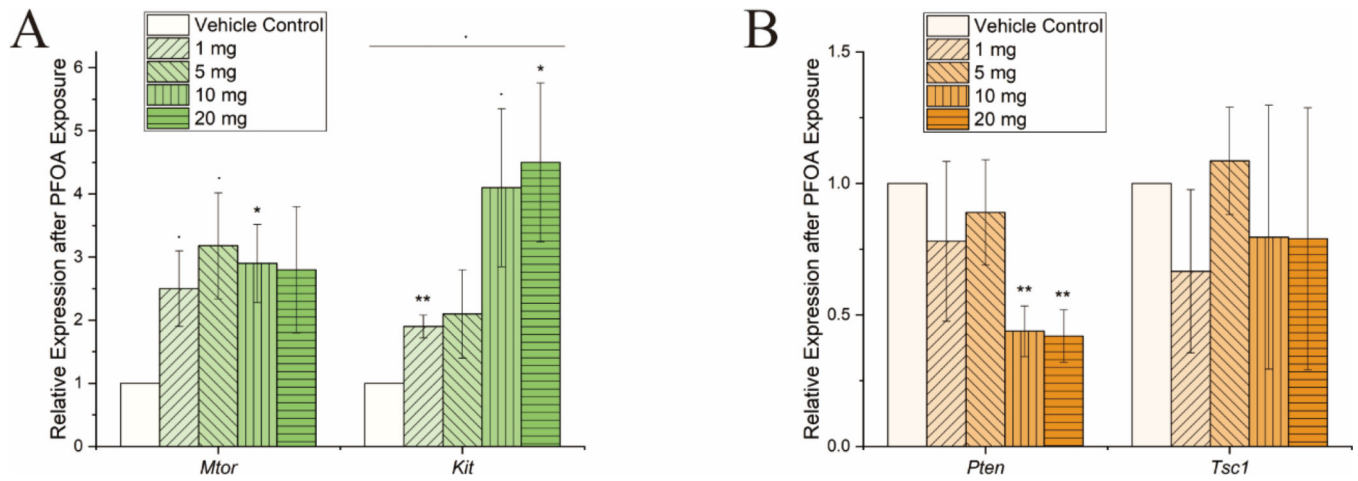 A
Vehicle Control
1 mg
5 mg
10 mg
20 mg
Relative Expression after PFOA Exposure
6
5
4
3
2
1
0
.
.
*
**
.
*
.
Mtor
Kit
B
Vehicle Control
1 mg
5 mg
10 mg
20 mg
Relative Expression after PFOA Exposure
1.5
1.0
0.5
0.0
**
**
Pten
Tsc1